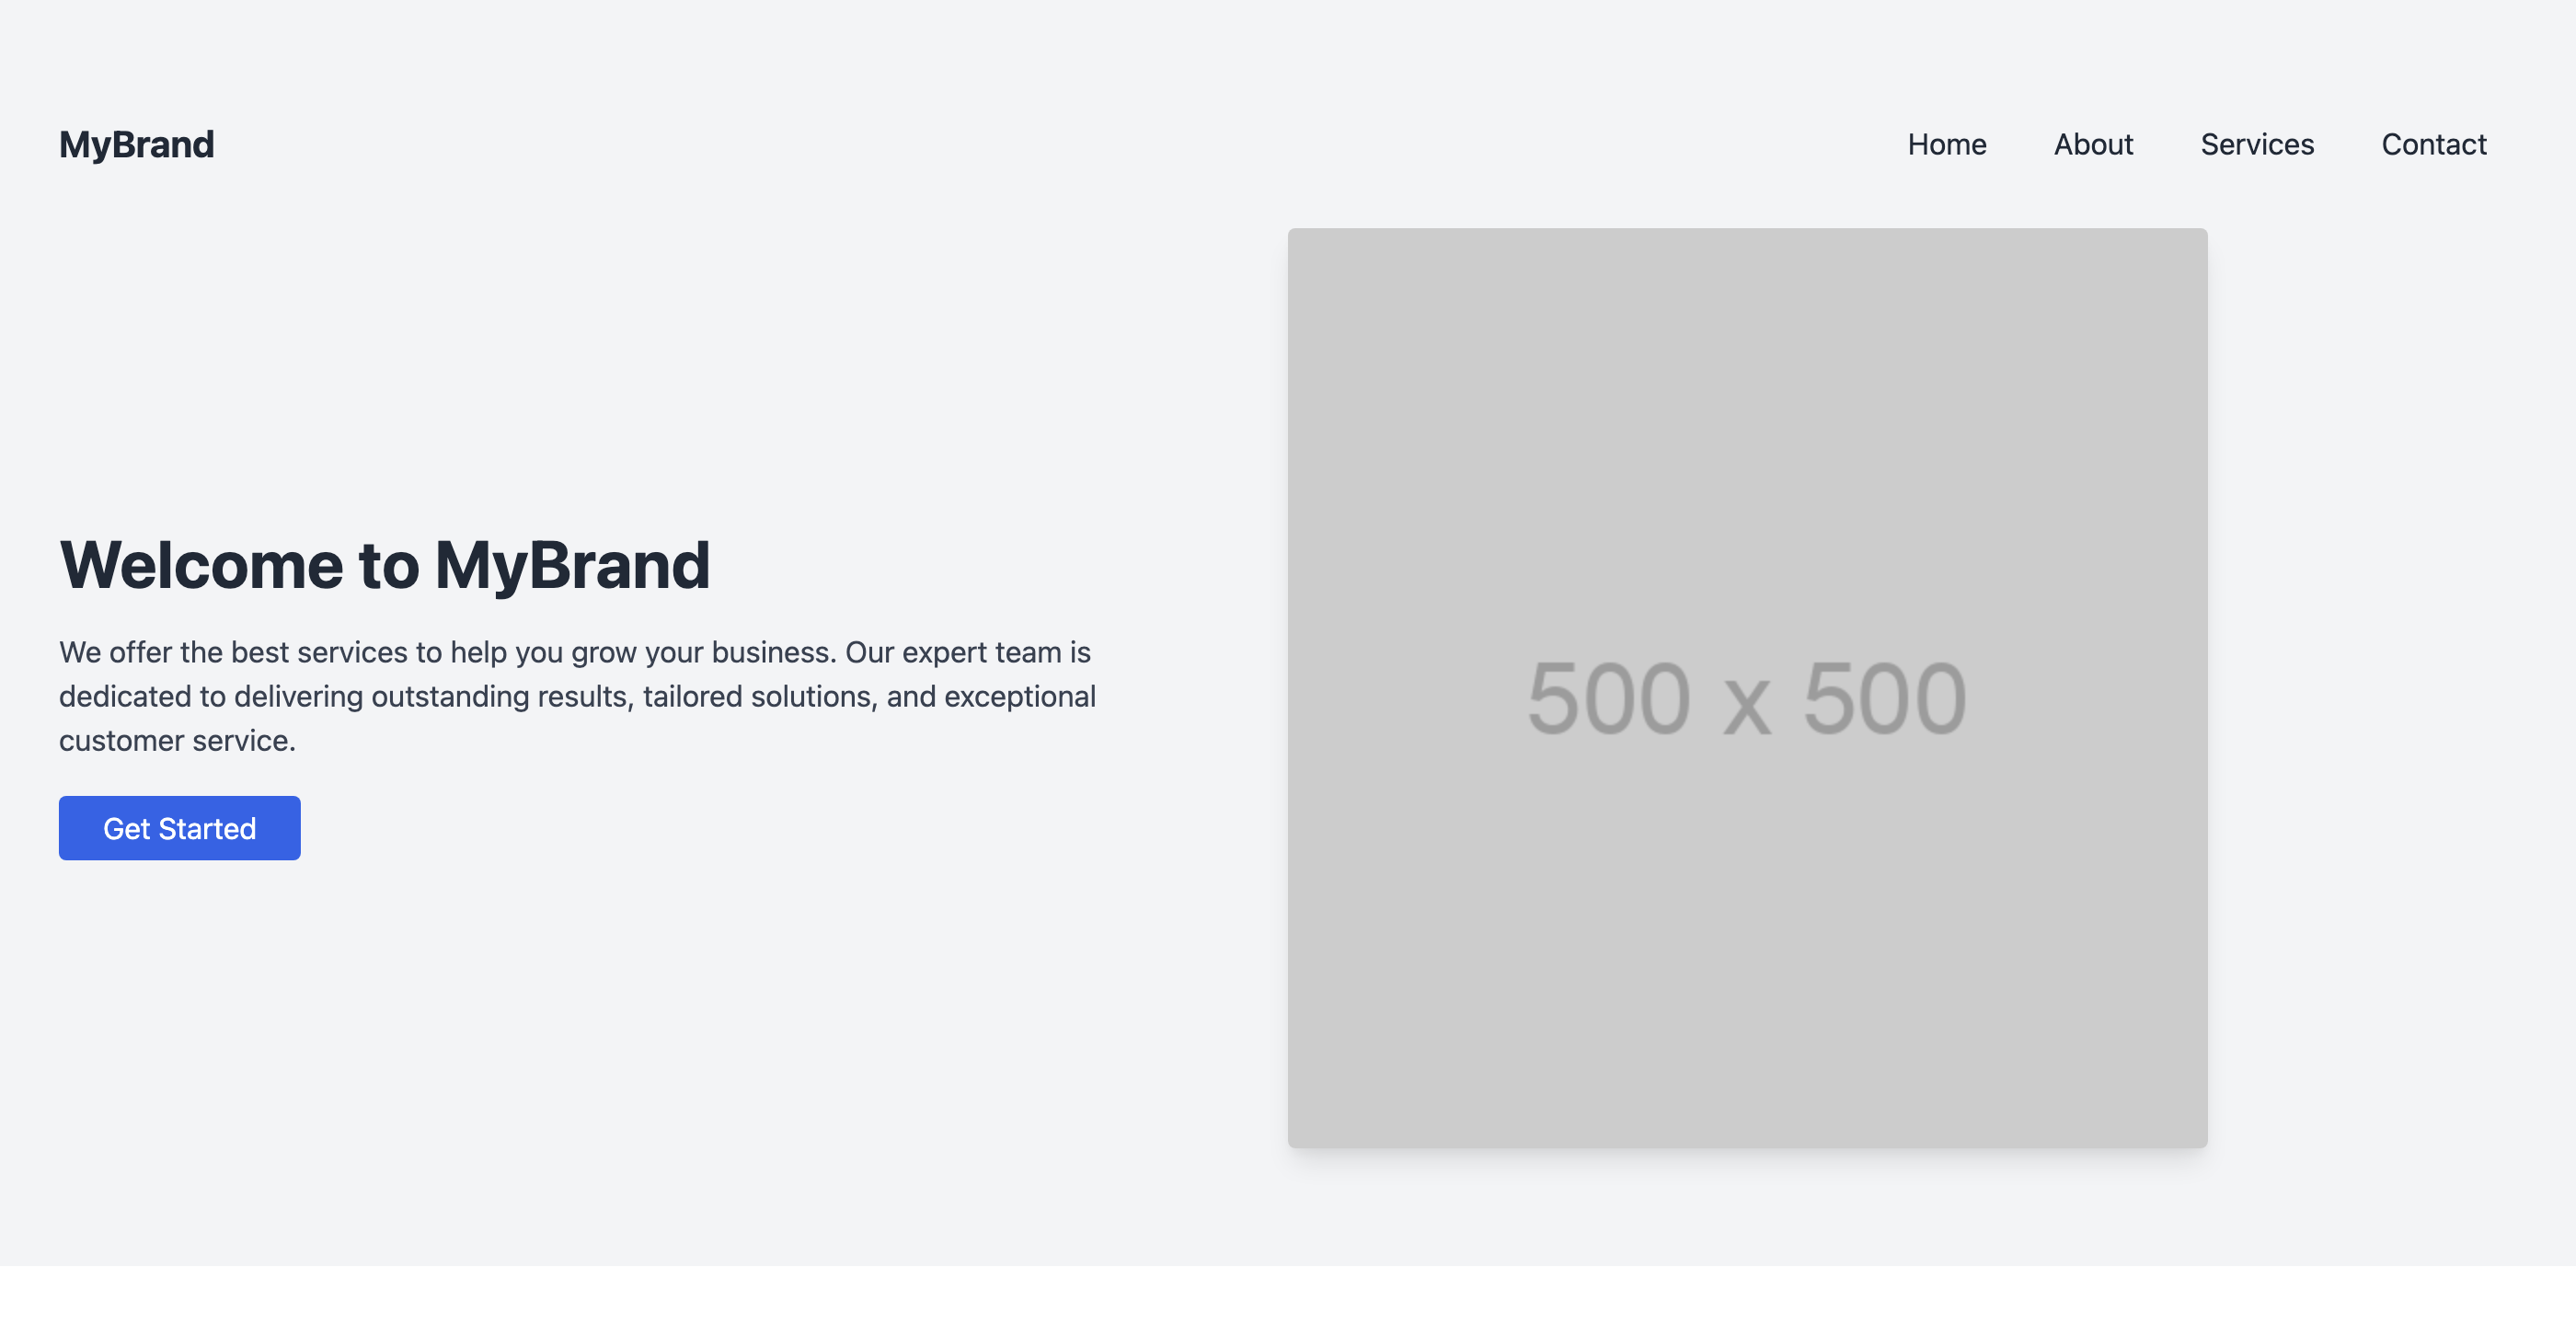 MyBrand
Home About Services Contact
Welcome to MyBrand
We offer the best services to help you grow your business. Our expert team is
dedicated to delivering outstanding results, tailored solutions, and exceptional
customer service.
Get Started
500 x 500